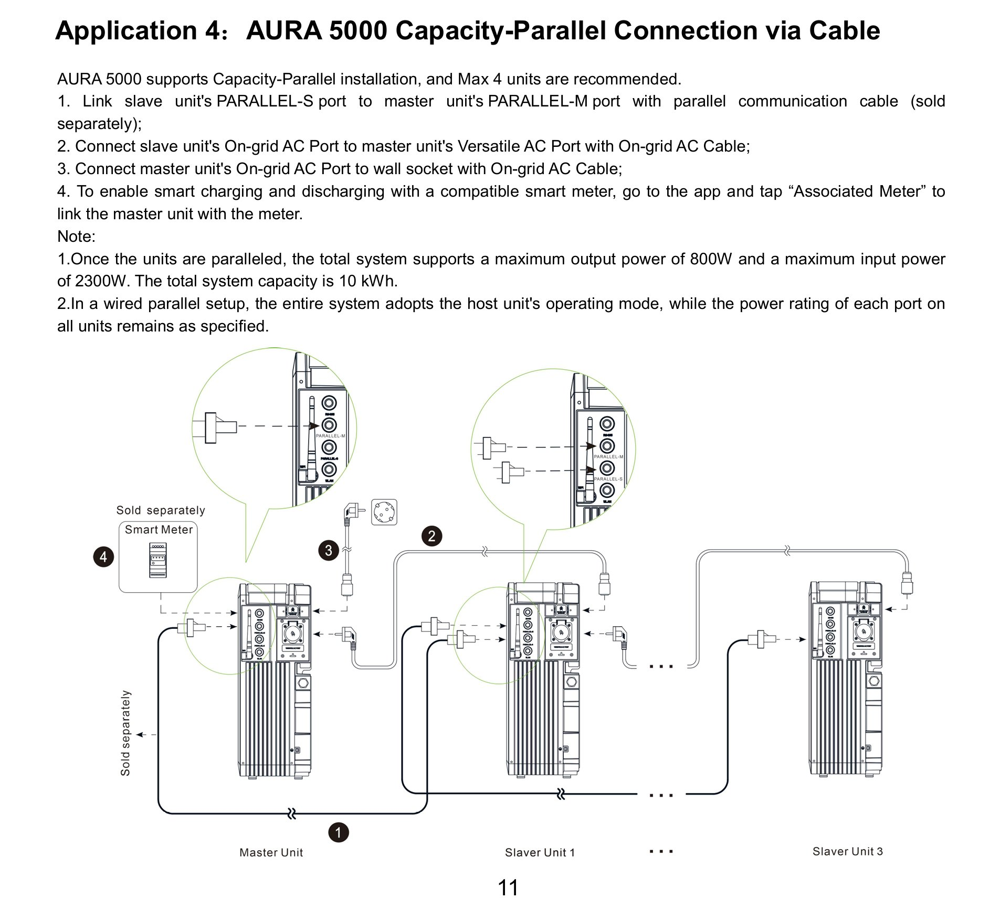 Application 4：AURA 5000 Capacity-Parallel Connection via Cable
AURA 5000 supports Capacity-Parallel installation, and Max 4 units are recommended.
1. Link slave unit's PARALLEL-S port to master unit's PARALLEL-M port with parallel communication cable (sold
separately);
2. Connect slave unit's On-grid AC Port to master unit's Versatile AC Port with On-grid AC Cable;
3. Connect master unit's On-grid AC Port to wall socket with On-grid AC Cable;
4. To enable smart charging and discharging with a compatible smart meter, go to the app and tap “Associated Meter” to
link the master unit with the meter.
Note:
1.Once the units are paralleled, the total system supports a maximum output power of 800W and a maximum input power
of 2300W. The total system capacity is 10 kWh.
2.In a wired parallel setup, the entire system adopts the host unit's operating mode, while the power rating of each port on
all units remains as specified.
RS485
PARALLEL-M
PARALLEL-S
WIFI
WLAN
RS485
PARALLEL-M
PARALLEL-S
WIFI
WLAN
Sold separately
Smart Meter
4
3
2
Sold separately
1
Master Unit
Slaver Unit 1
...
Slaver Unit 3
11